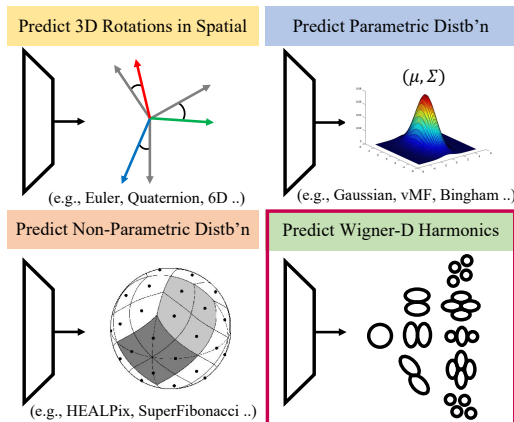 Predict 3D Rotations in Spatial
(e.g., Euler, Quaternion, 6D ..)
Predict Parametric Distb'n
(μ, Σ)
(e.g., Gaussian, vMF, Bingham ..)
Predict Non-Parametric Distb'n
(e.g., HEALPix, SuperFibonacci ..)
Predict Wigner-D Harmonics